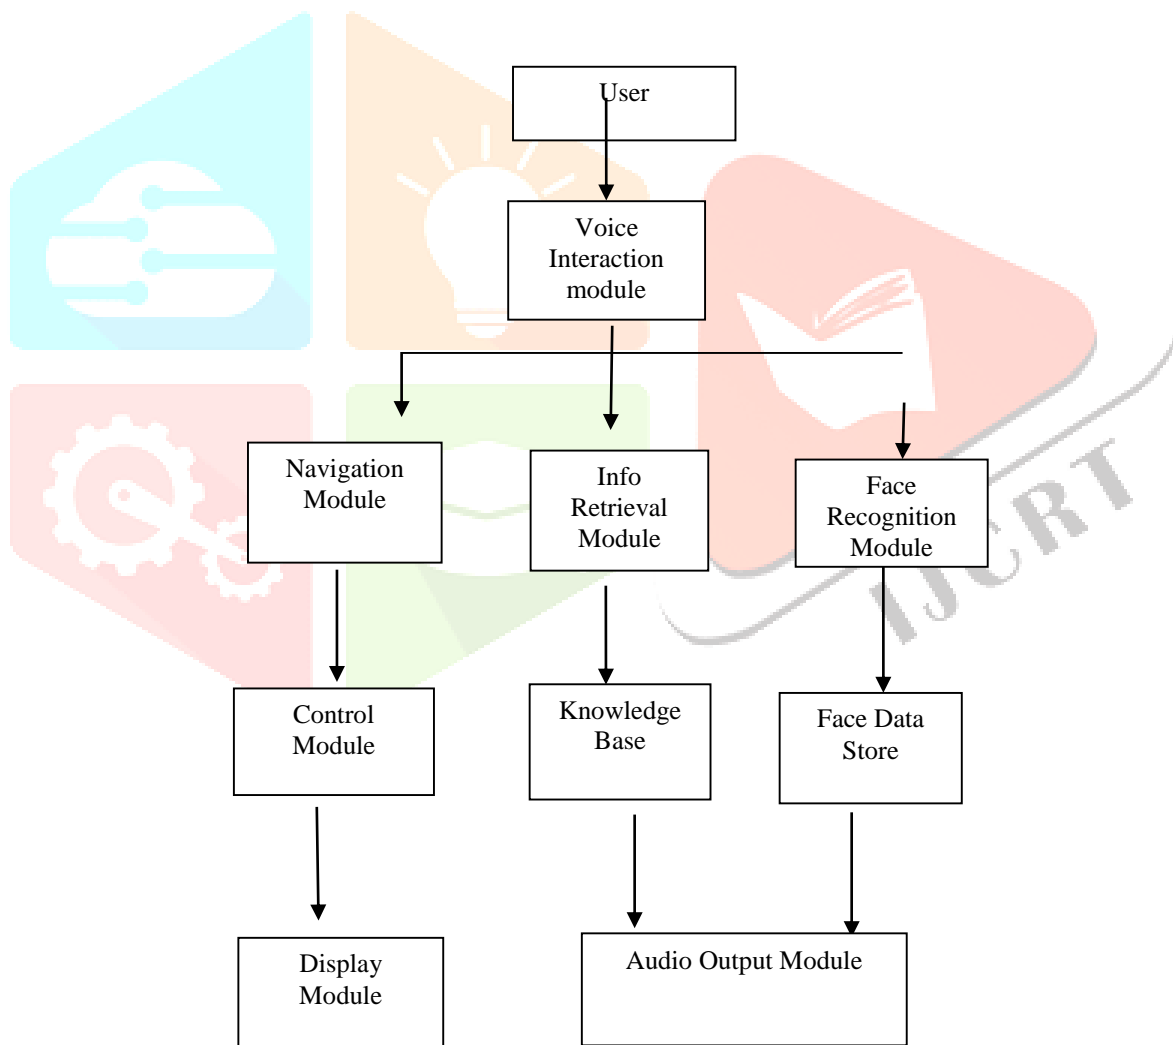 User
Voice
Interaction
module
Navigation
Module
Info
Retrieval
Module
Face
Recognition
Module
IJCRT
Control
Module
Knowledge
Base
Face Data
Store
Display
Module
Audio Output Module